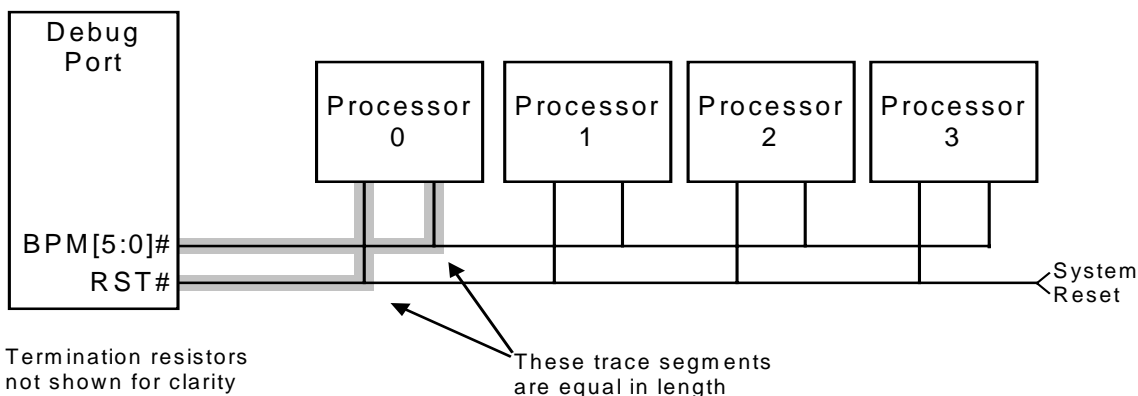 Debug
Port
Processor
0
Processor
1
Processor
2
Processor
3
BPM[5:0]#
RST#
System
Reset
Termination resistors
not shown for clarity
These trace segments
are equal in length